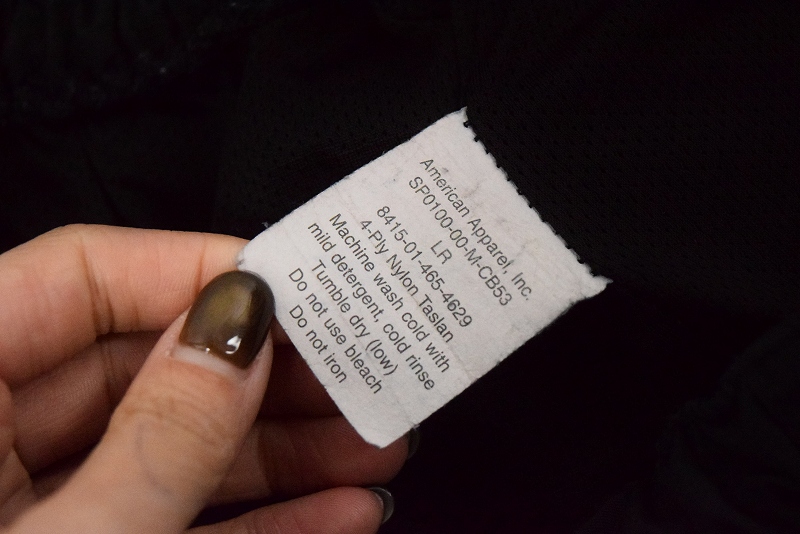 American Apparel, Inc.
SP0100-00-M-CB53
LR
8415-01-465-4629
4-Ply Nylon Taslan
Machine wash cold with
mild detergent, cold rinse
Tumble dry (low)
Do not use bleach
Do not iron